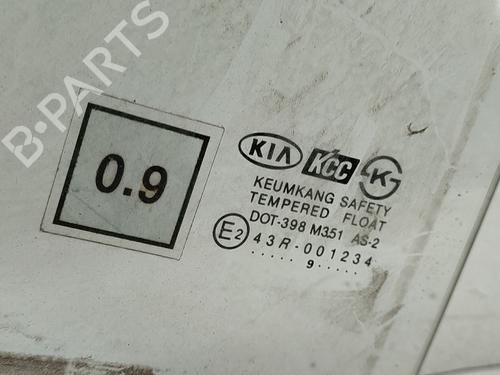 B-PARTS
0.9
KIA KCC K
KEUMKANG SAFETY
TEMPERED FLOAT
DOT-398 M351 AS-2
E2 43R-001234
..... 9 .....